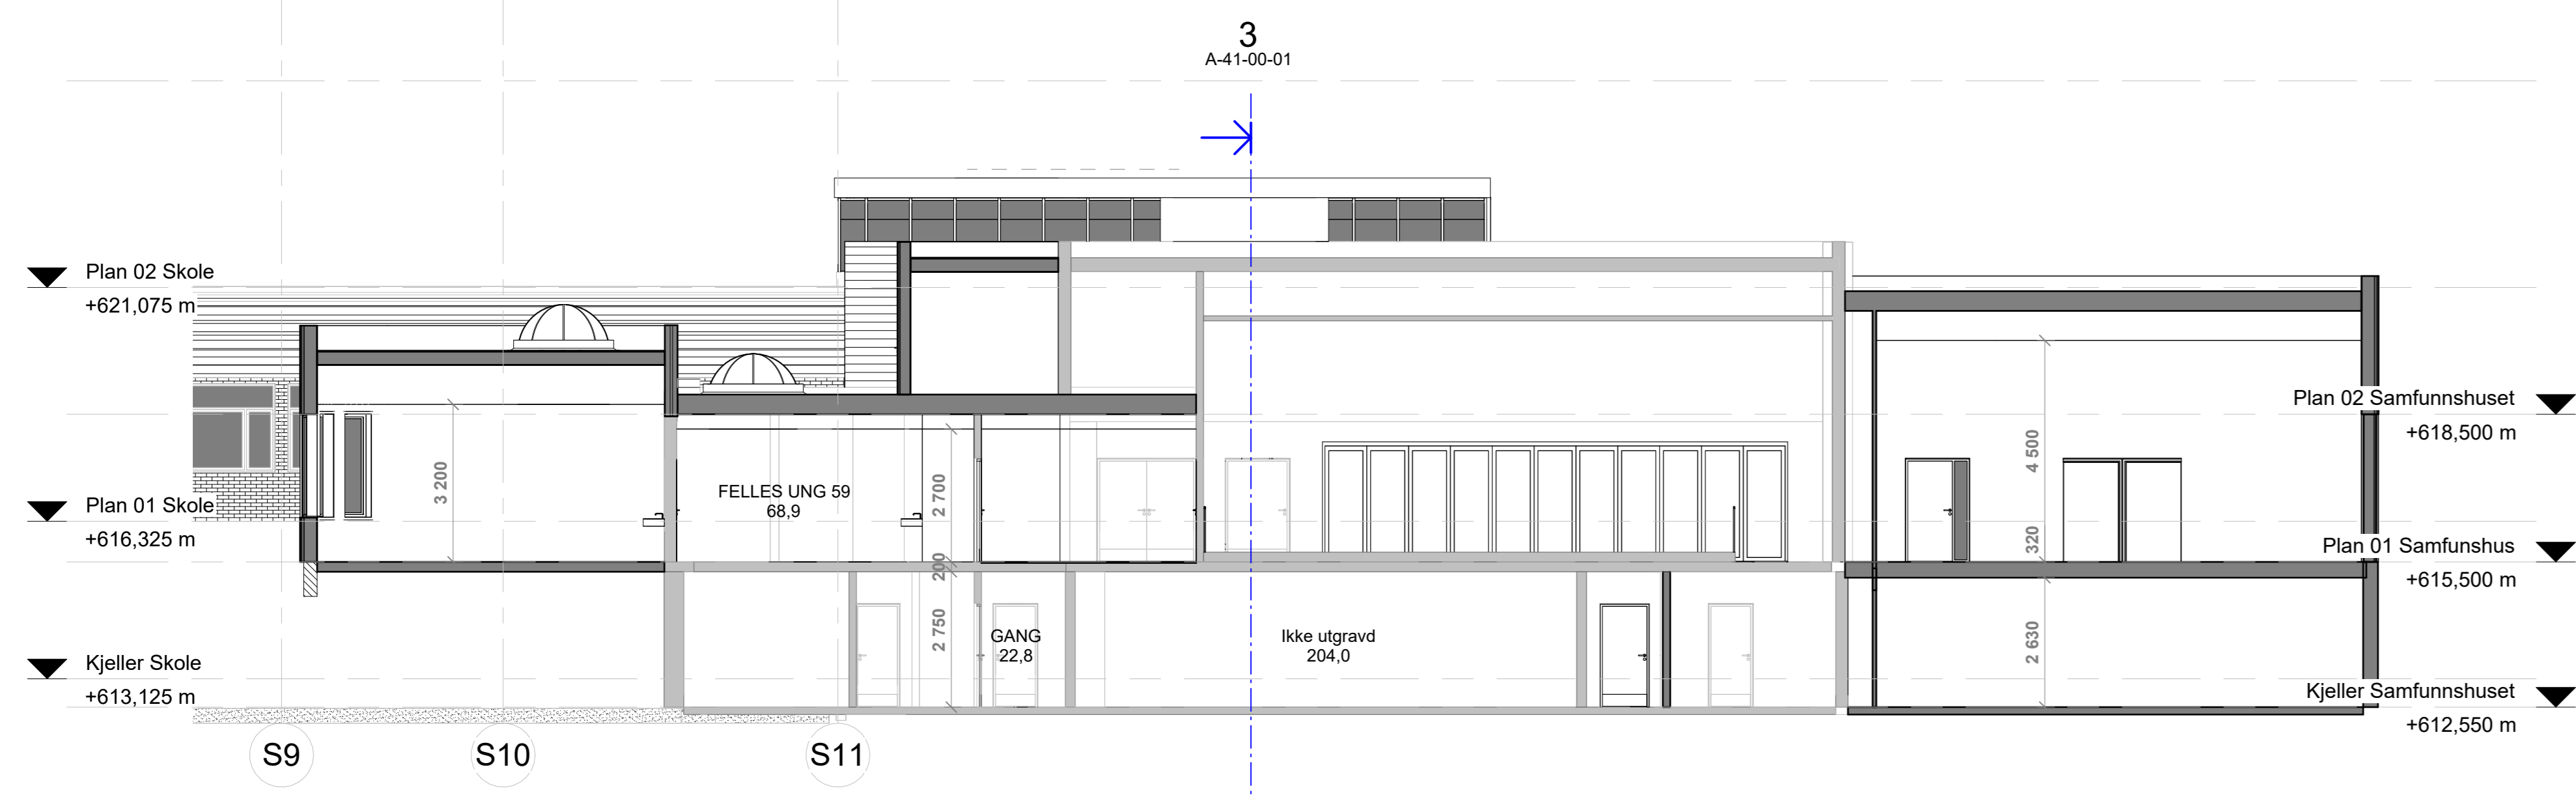 3
A-41-00-01
Plan 02 Skole
+621,075 m
Plan 01 Skole
+616,325 m
Kjeller Skole
+613,125 m
3 200
FELLES UNG 59
68,9
2 700
200
2 750
GANG
22,8
Ikke utgravd
204,0
4 500
320
2 630
Plan 02 Samfunnshuset
+618,500 m
Plan 01 Samfunshus
+615,500 m
Kjeller Samfunnshuset
+612,550 m
S9
S10
S11